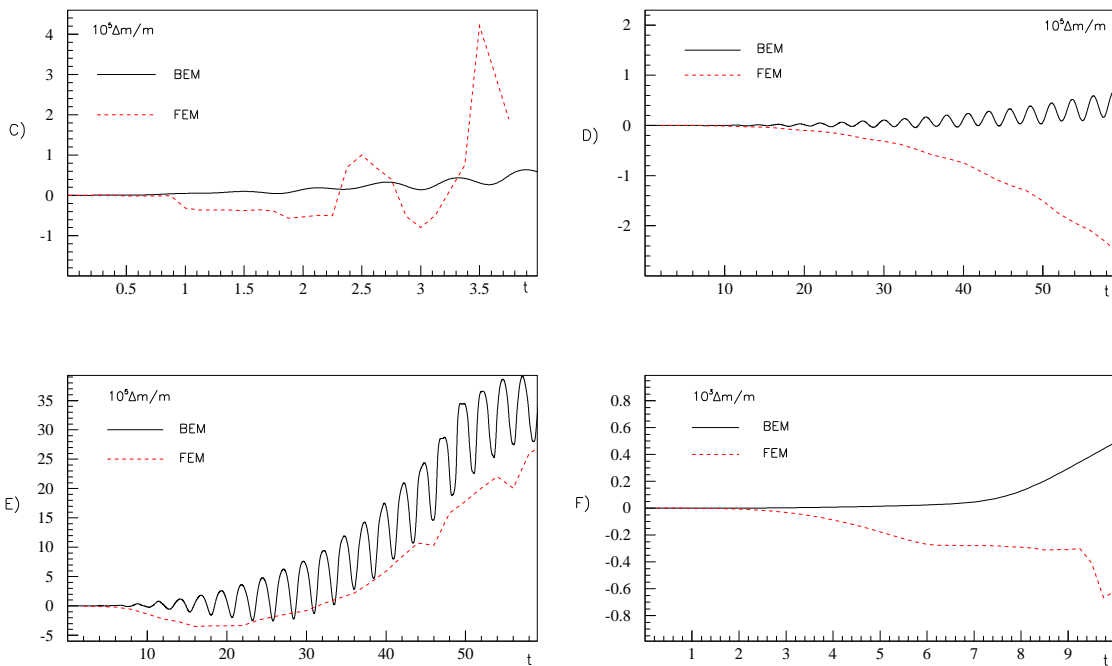 10⁵Δm/m
BEM
FEM
C)
4
3
2
1
0
-1
0.5 1 1.5 2 2.5 3 3.5 t
10⁵Δm/m
BEM
FEM
D)
2
1
0
-1
-2
10 20 30 40 50 t
10⁵Δm/m
BEM
FEM
E)
35
30
25
20
15
10
5
0
-5
10 20 30 40 50 t
10³Δm/m
BEM
FEM
F)
0.8
0.6
0.4
0.2
0
-0.2
-0.4
-0.6
-0.8
1 2 3 4 5 6 7 8 9 t